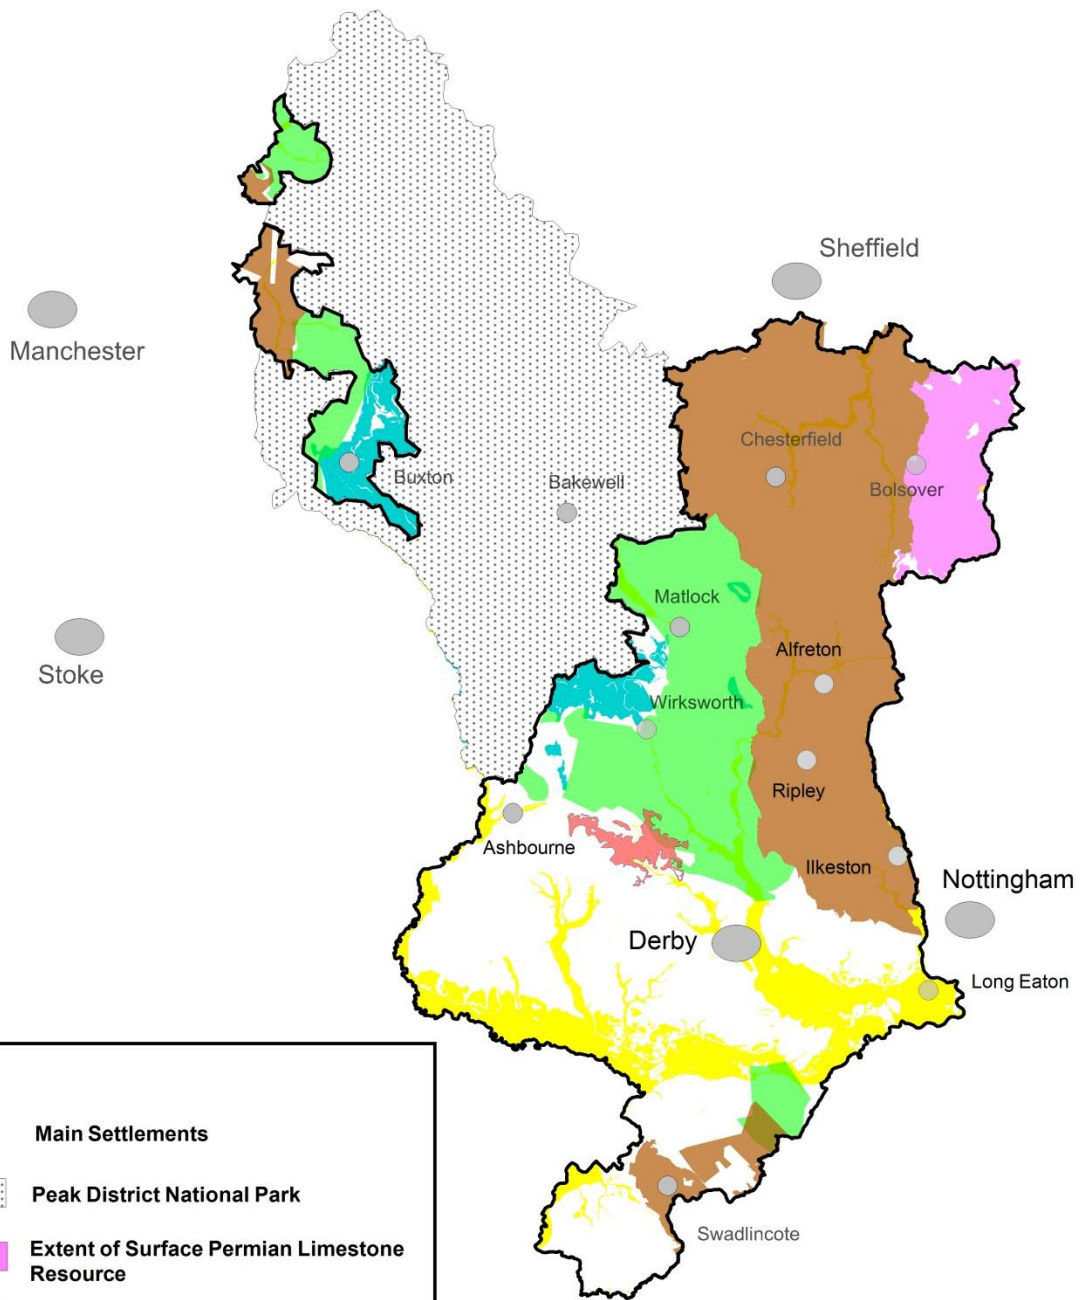 Sheffield
Manchester
Chesterfield
Buxton
Bakewell
Bolsover
Matlock
Stoke
Alfreton
Wirksworth
Ripley
Ashbourne
Ilkeston
Nottingham
Derby
Long Eaton
Main Settlements
Peak District National Park
Swadlincote
Extent of Surface Permian Limestone
Resource